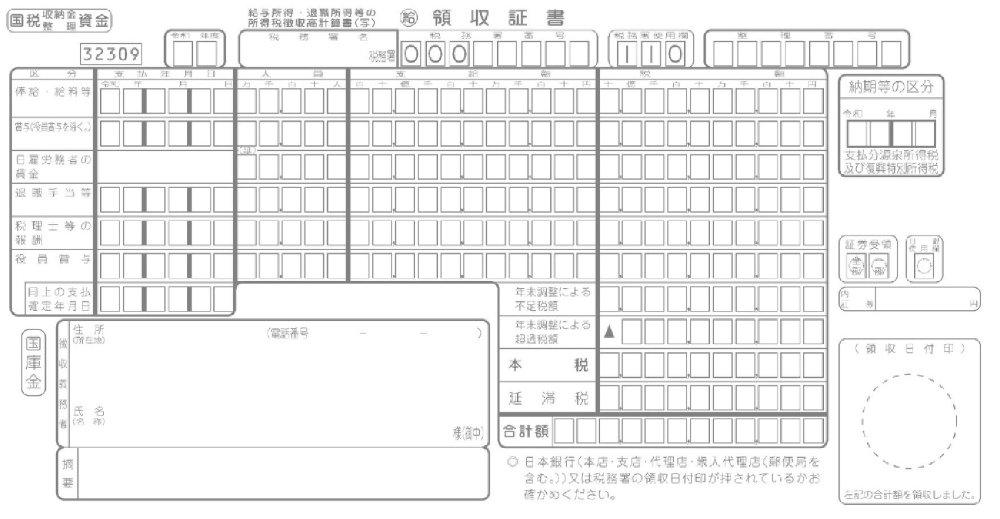 国税 収納金整理 資金
給与所得・退職所得等の
所得税徴収高計算書(写)
㊕ 領収証書
32309
令和 年度
税務署名
税務署
税務署番号
000
税務署使用欄
110
整理番号
区分 支払年月日 人員 支給額 税額
令和 年 月 日 万 千 百 十 人 百 十 億 千 百 十 万 千 百 十 円 十 億 千 百 十 万 千 百 十 円
俸給・給料等
賞与(役員賞与を除く。)
日雇労務者の
賃金
(延)
退職手当等
税理士等の
報酬
役員賞与
同上の支払
確定年月日
年末調整による
不足税額
年末調整による
超過税額
▲
本税
延滞税
合計額
国庫金
徴収義務者
住所
(所在地)
(電話番号 － － )
氏名
(名称)
様(御中)
摘要
◎ 日本銀行(本店・支店・代理店・歳入代理店(郵便局を
含む。))又は税務署の領収日付印が押されているかお
確かめください。
納期等の区分
令和 年 月
支払分源泉所得税
及び復興特別所得税
証券受領
全部 一部
日銀
使用欄
内
証券 円
(領収日付印)
左記の合計額を領収しました。